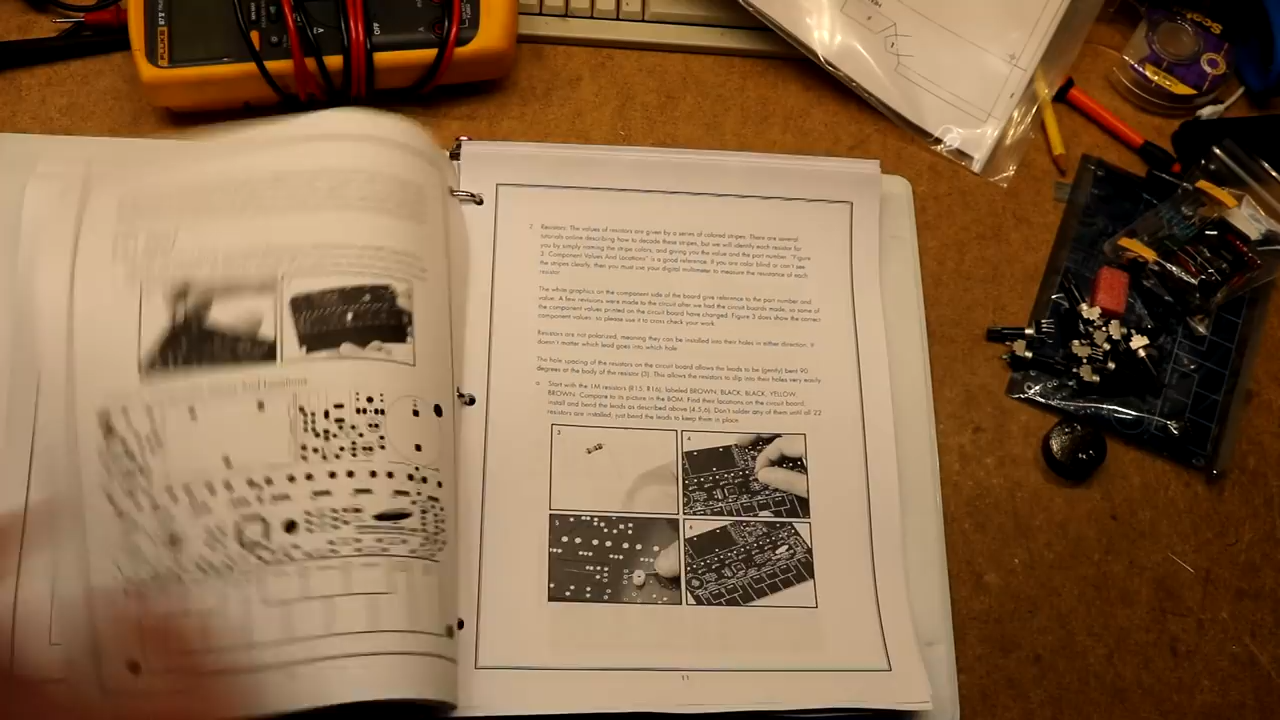 FLUKE
OFF
2. Resistors: The values of resistors are given by a series of colored stripes. There are several
tutorials online describing how to decode these stripes, but we will identify each resistor for
you by simply naming the stripe colors, and giving you the value and the part number. "Figure
3: Component Values And Locations" is a good reference. If you are color blind or can't see
the stripes clearly, then you must use your digital multimeter to measure the resistance of each
resistor.
The white graphics on the component side of the board give reference to the part number and
value. A few revisions were made to the circuit after we had the circuit boards made, so some of
the component values printed on the circuit board have changed. Figure 3 does show the correct
component values, so please use it to cross check your work.
Resistors are not polarized, meaning they can be installed into their holes in either direction. It
doesn't matter which lead goes into which hole.
The hole spacing of the resistors on the circuit board allows the leads to be (gently) bent 90
degrees at the body of the resistor (3). This allows the resistors to slip into their holes very easily
a. Start with the 1M resistors (R15, R16), labeled BROWN, BLACK, BLACK, YELLOW,
BROWN. Compare to its picture in the BOM. Find their locations on the circuit board,
install and bend the leads as described above (4,5,6). Don't solder any of them until all 22
resistors are installed; just bend the leads to keep them in place.
3
4
5
6
11